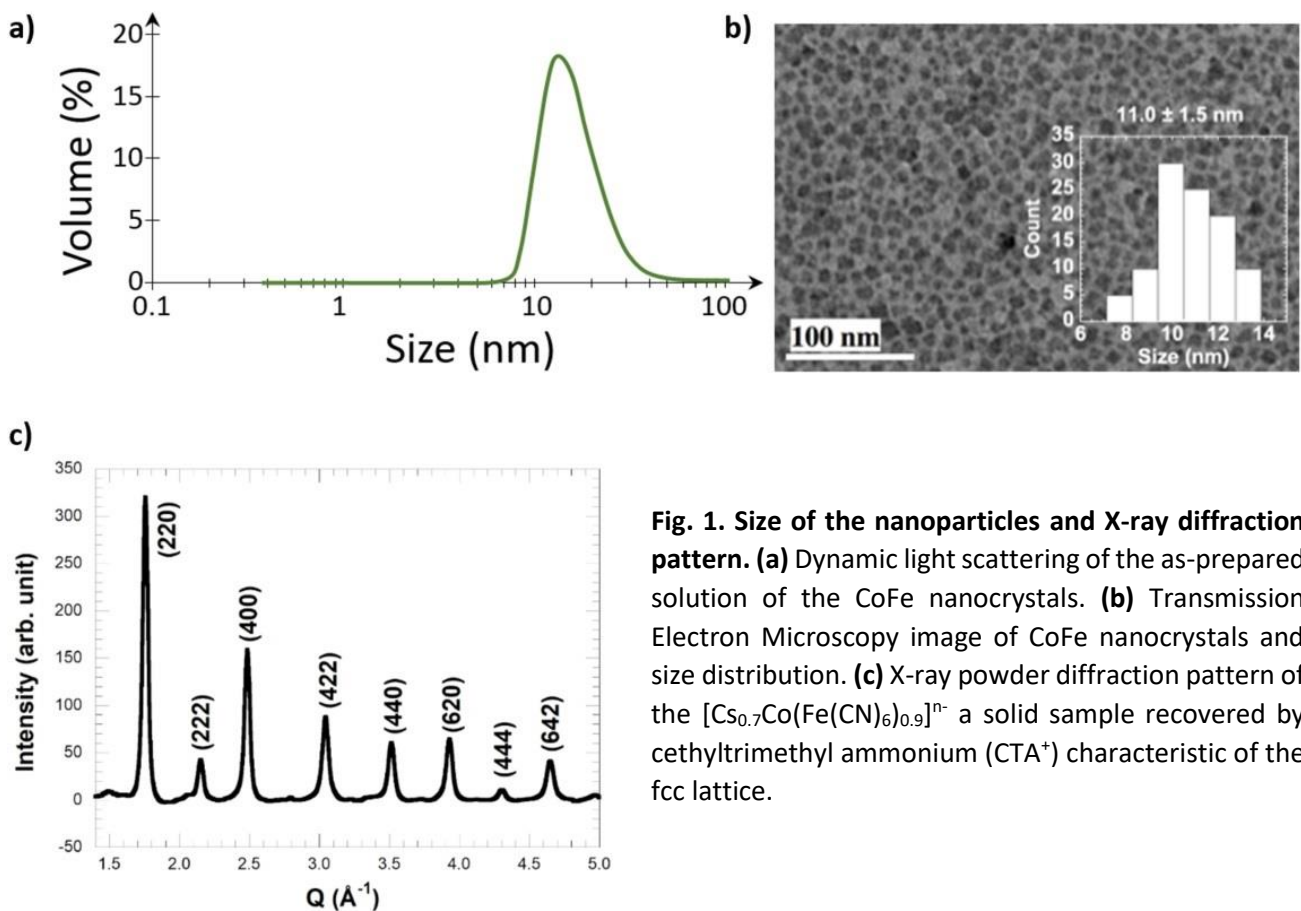 a)
20
15
10
5
0
Volume (%)
0.1 1 10 100
Size (nm)
b)
11.0 ± 1.5 nm
35
30
25
20
15
10
5
0
Count
6 8 10 12 14
Size (nm)
100 nm
c)
350
300
250
200
150
100
50
0
-50
Intensity (arb. unit)
(220)
(222)
(400)
(422)
(440)
(620)
(444)
(642)
1.5 2.0 2.5 3.0 3.5 4.0 4.5 5.0
Q (Å⁻¹)
Fig. 1. Size of the nanoparticles and X-ray diffraction
pattern. (a) Dynamic light scattering of the as-prepared
solution of the CoFe nanocrystals. (b) Transmission
Electron Microscopy image of CoFe nanocrystals and
size distribution. (c) X-ray powder diffraction pattern of
the [Cs₀.₇Co(Fe(CN)₆)₀.₉]ⁿ⁻ a solid sample recovered by
cethyltrimethyl ammonium (CTA⁺) characteristic of the
fcc lattice.